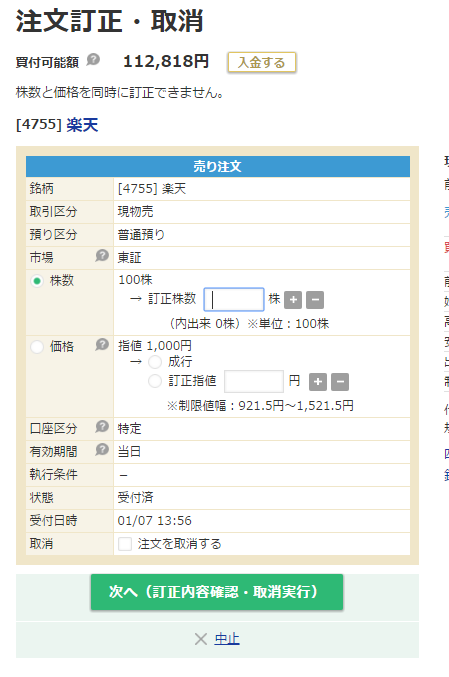 注文訂正・取消
買付可能額 ? 112,818円 入金する
株数と価格を同時に訂正できません。
[4755] 楽天
売り注文
銘柄 [4755] 楽天
取引区分 現物売
預り区分 普通預り
市場 ? 東証
株数 100株
→ 訂正株数 株 + −
（内出来 0株）※単位：100株
価格 ? 指値 1,000円
→ 成行
訂正指値 円 + −
※制限値幅：921.5円～1,521.5円
口座区分 ? 特定
有効期間 ? 当日
執行条件 −
状態 受付済
受付日時 01/07 13:56
取消 注文を取消する
次へ（訂正内容確認・取消実行）
中止